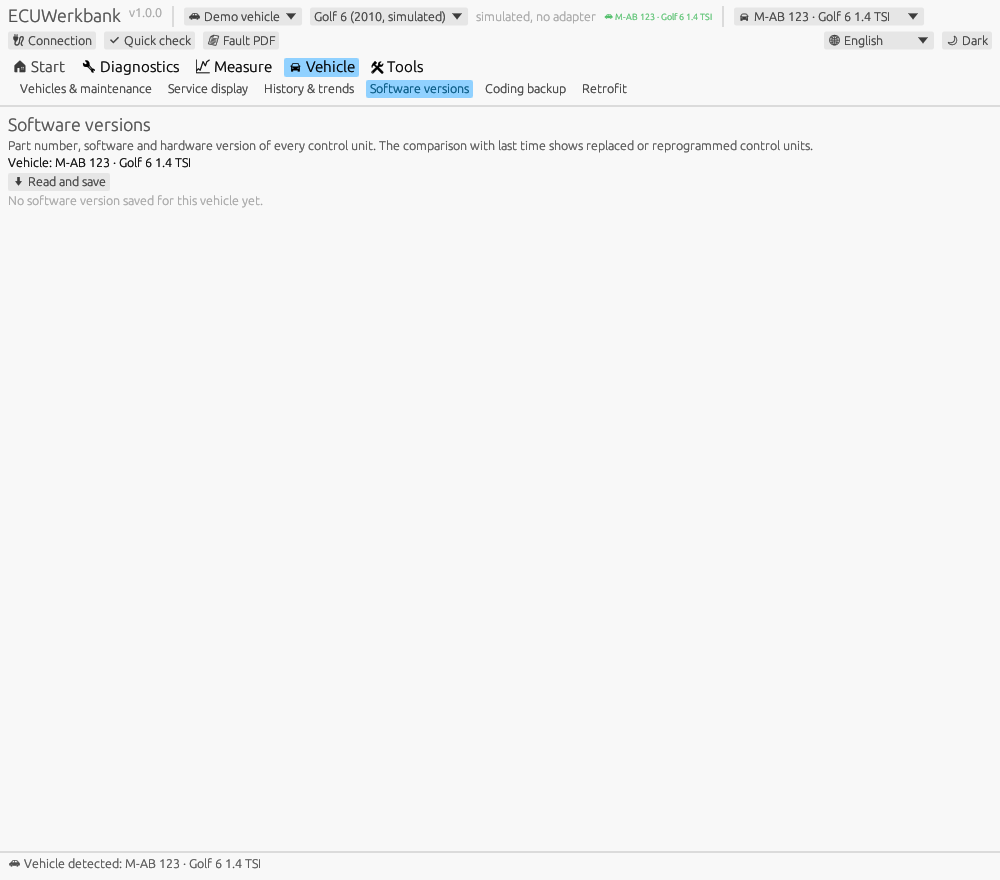 ECUWerkbank v1.0.0 Demo vehicle Golf 6 (2010, simulated) simulated, no adapter M-AB 123 · Golf 6 1.4 TSI M-AB 123 · Golf 6 1.4 TSI
Connection Quick check Fault PDF English Dark
Start Diagnostics Measure Vehicle Tools
Vehicles & maintenance Service display History & trends Software versions Coding backup Retrofit
Software versions
Part number, software and hardware version of every control unit. The comparison with last time shows replaced or reprogrammed control units.
Vehicle: M-AB 123 · Golf 6 1.4 TSI
Read and save
No software version saved for this vehicle yet.
Vehicle detected: M-AB 123 · Golf 6 1.4 TSI